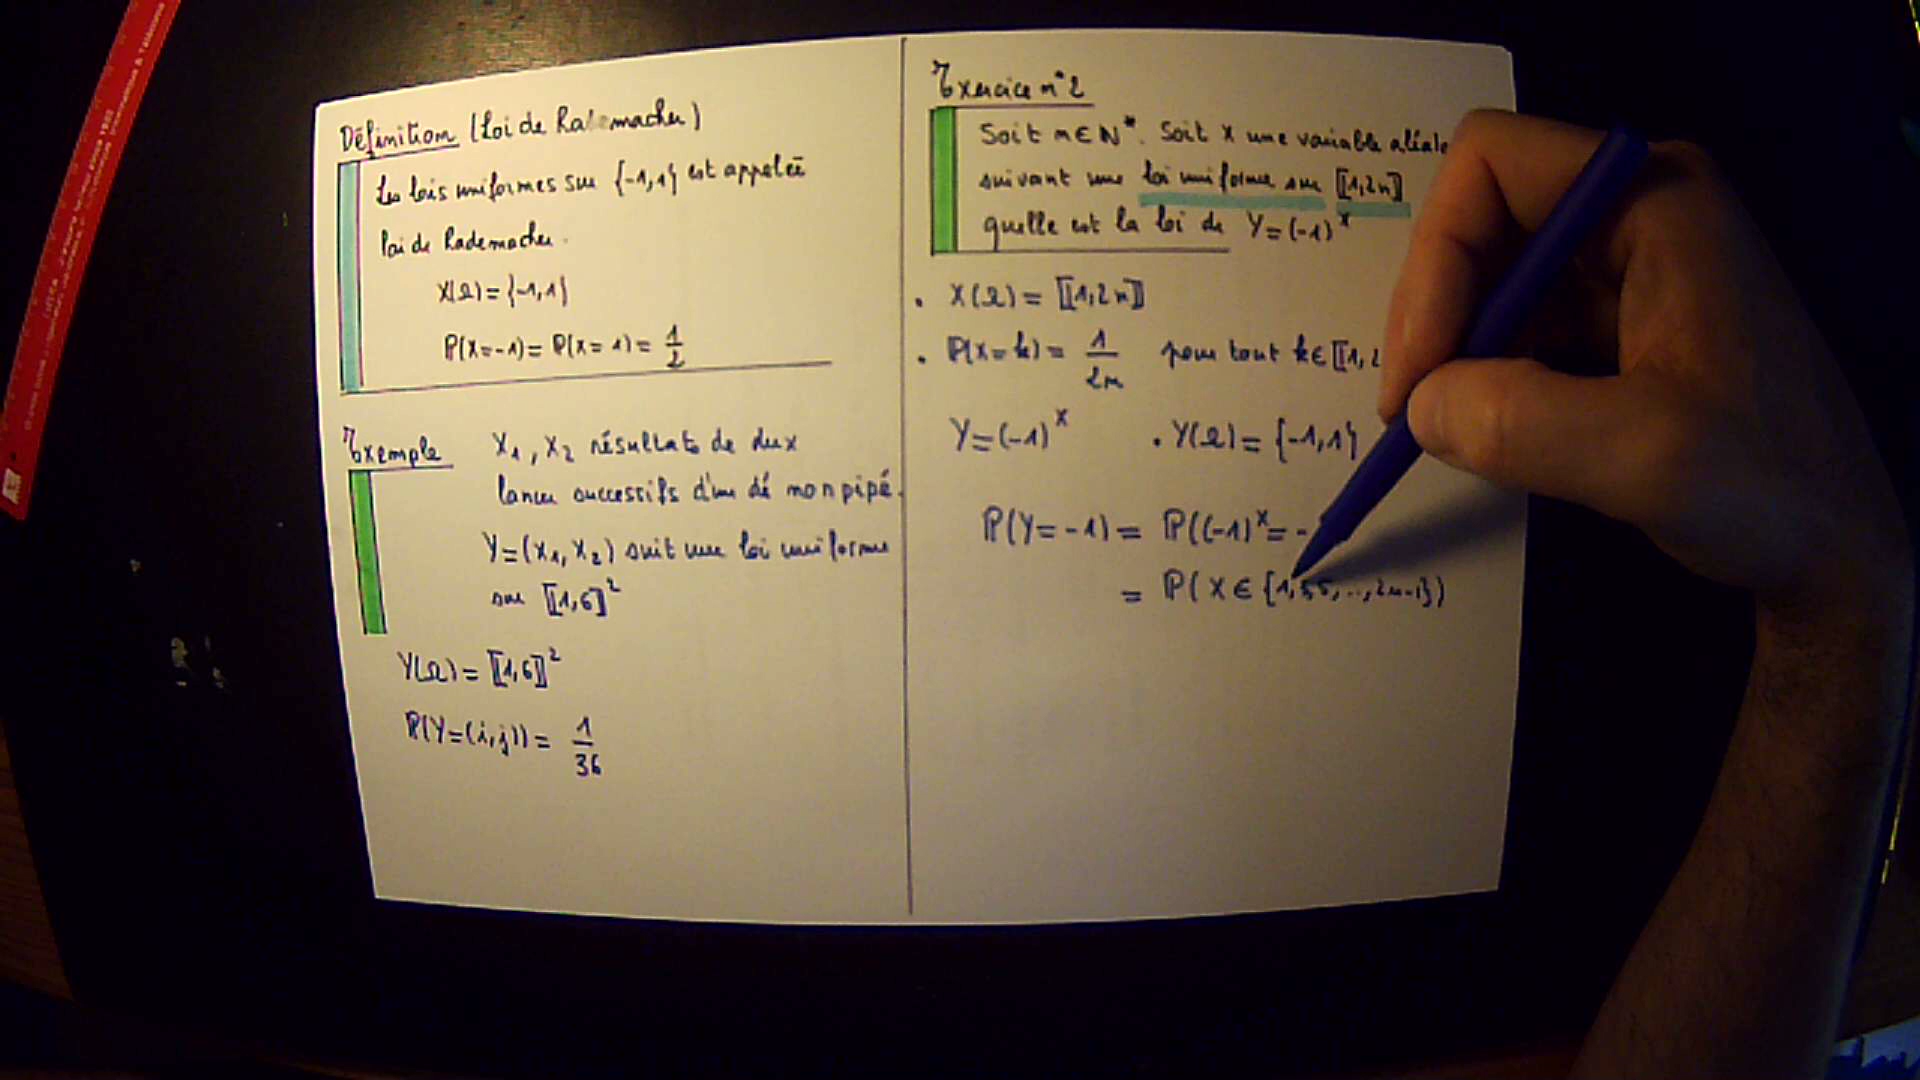 Définition (Loi de Rademacher)
Les lois uniformes sur {-1,1} est appelée
loi de Rademacher.
X(Ω)={-1,1}
P(X=-1)= P(X=1)= 1/2
Exemple X₁, X₂ résultats de deux
lancer successifs d'un dé non pipé.
Y=(X₁, X₂) suit une loi uniforme
sur ⟦1,6⟧²
Y(Ω)= ⟦1,6⟧²
P(Y=(i,j))= 1/36
Exercice n°2
Soit n∈N*. Soit X une variable
suivant une loi uniforme sur ⟦1,2n⟧
quelle est la loi de Y=(-1)^X
. X(Ω)= ⟦1,2n⟧
. P(X=k)= 1/2n pour tout k∈⟦1,2
Y=(-1)^X . Y(Ω)= {-1,1}
P(Y=-1)= P((-1)^X= -
= P(X∈{1,3,5,...,2n-1})